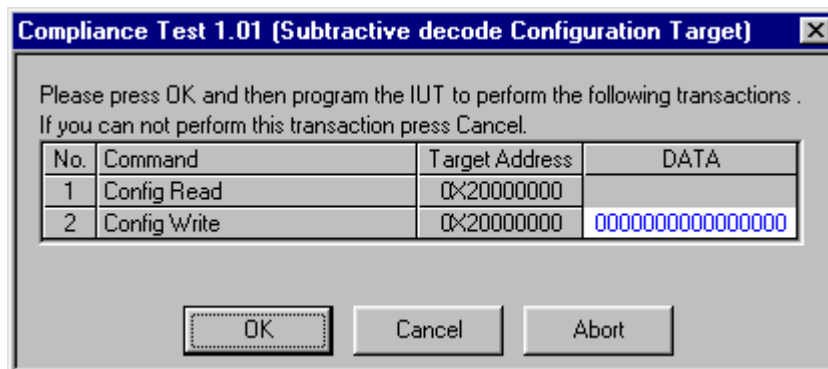 Compliance Test 1.01 (Subtractive decode Configuration Target)
Please press OK and then program the IUT to perform the following transactions .
If you can not perform this transaction press Cancel.
No. Command Target Address DATA
1 Config Read 0X20000000
2 Config Write 0X20000000 0000000000000000
OK Cancel Abort